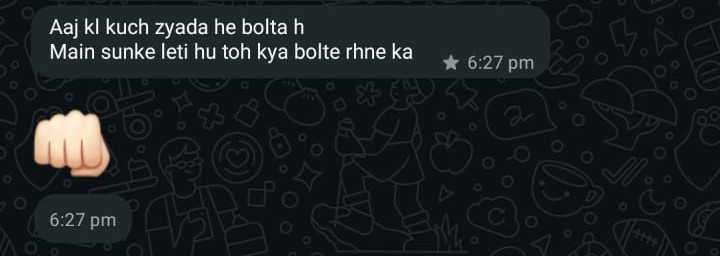 Aaj kl kuch zyada he bolta h
Main sunke leti hu toh kya bolte rhne ka
6:27 pm
6:27 pm